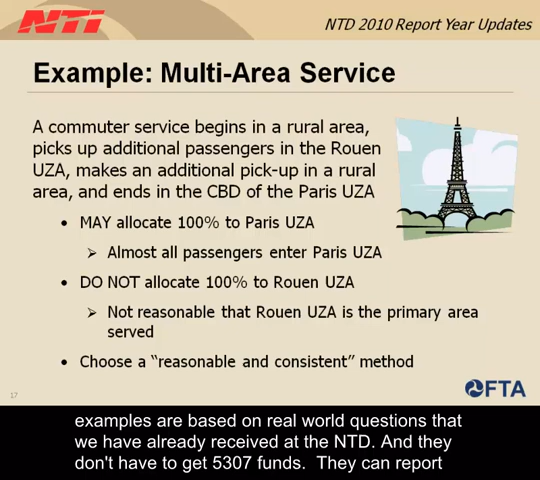 NTI
NTD 2010 Report Year Updates
Example: Multi-Area Service
A commuter service begins in a rural area,
picks up additional passengers in the Rouen
UZA, makes an additional pick-up in a rural
area, and ends in the CBD of the Paris UZA
• MAY allocate 100% to Paris UZA
➢ Almost all passengers enter Paris UZA
• DO NOT allocate 100% to Rouen UZA
➢ Not reasonable that Rouen UZA is the primary area
served
• Choose a “reasonable and consistent” method
17
FTA
examples are based on real world questions that
we have already received at the NTD. And they
don't have to get 5307 funds.  They can report